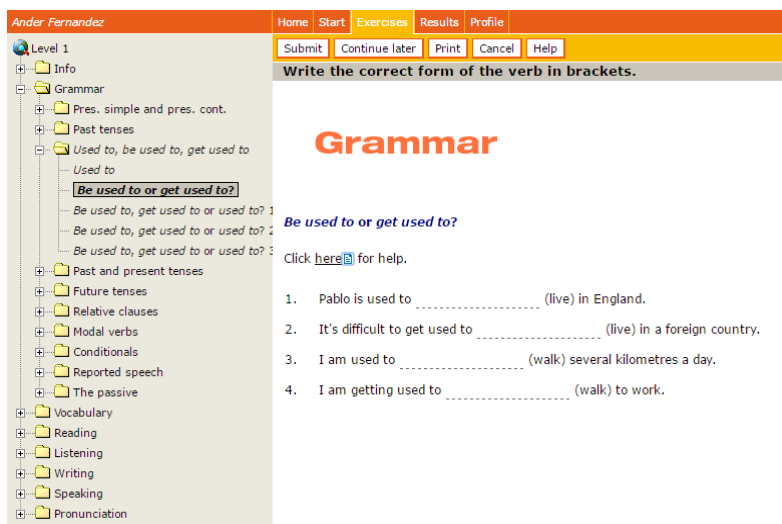 Ander Fernandez
Home Start Exercises Results Profile
Submit Continue later Print Cancel Help
Write the correct form of the verb in brackets.
Level 1
Info
Grammar
Pres. simple and pres. cont.
Past tenses
Used to, be used to, get used to
Used to
Be used to or get used to?
Be used to, get used to or used to? 1
Be used to, get used to or used to? 2
Be used to, get used to or used to? 3
Past and present tenses
Future tenses
Relative clauses
Modal verbs
Conditionals
Reported speech
The passive
Vocabulary
Reading
Listening
Writing
Speaking
Pronunciation
Grammar
Be used to or get used to?
Click here for help.
1. Pablo is used to (live) in England.
2. It's difficult to get used to (live) in a foreign country.
3. I am used to (walk) several kilometres a day.
4. I am getting used to (walk) to work.